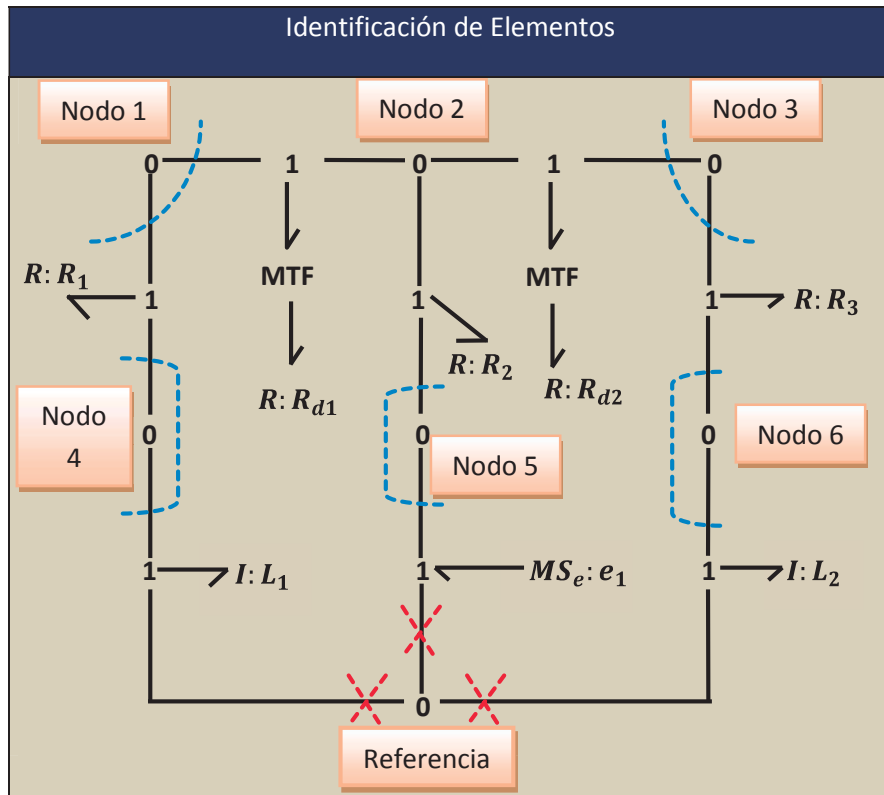 Identificación de Elementos
Nodo 1
Nodo 2
Nodo 3
0 1 0 1 0
R: R₁
1
MTF
1
MTF
1
R: R₃
R: R_d1
R: R₂
R: R_d2
Nodo
4
0
0
Nodo 5
0
Nodo 6
1
I: L₁
1
MSₑ: e₁
1
I: L₂
0
Referencia